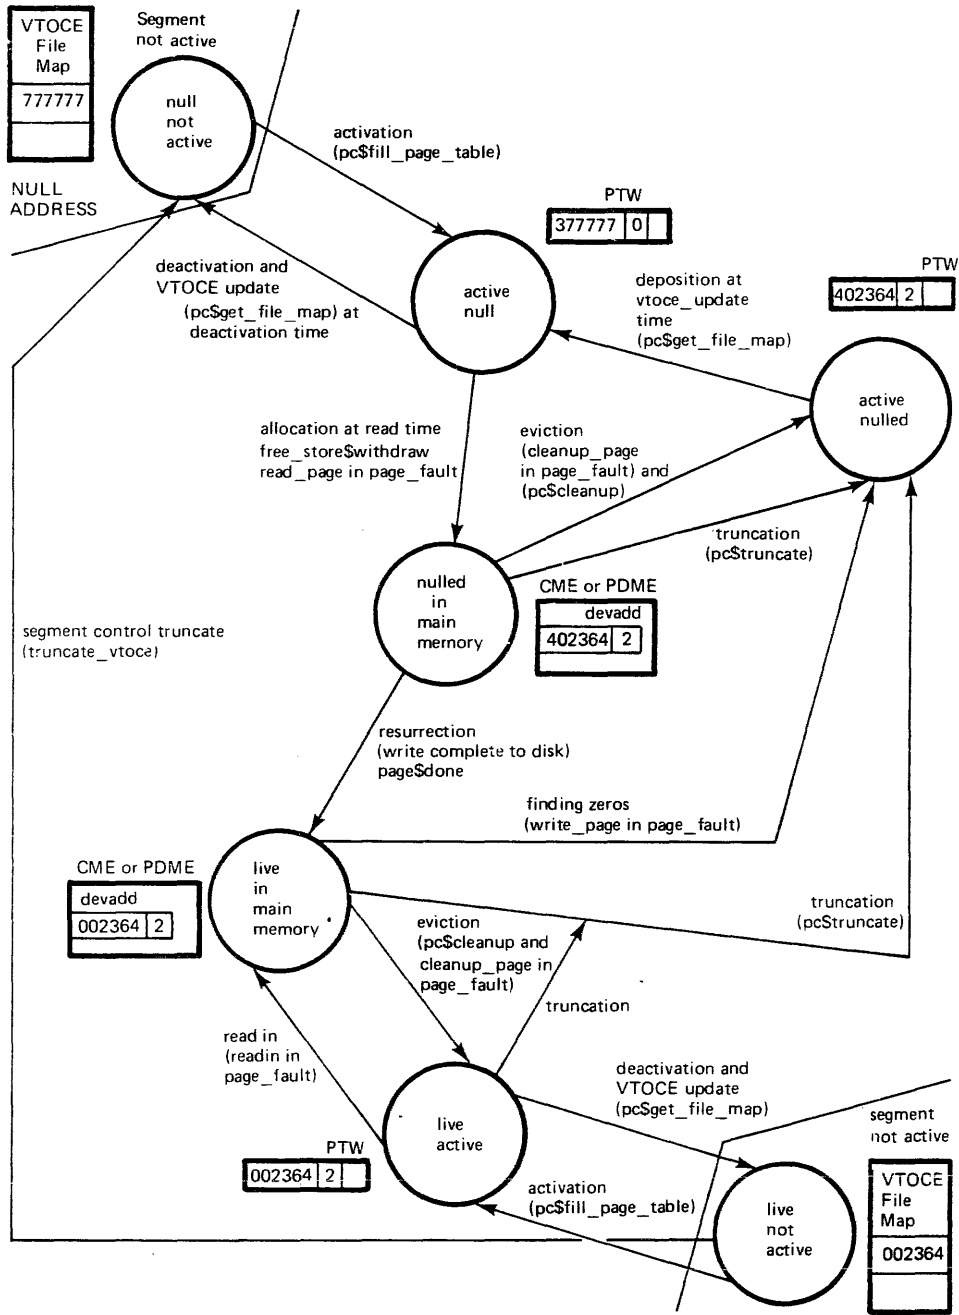 VTOCE
File
Map
777777
NULL
ADDRESS
Segment
not active
null
not
active
activation
(pc$fill_page_table)
PTW
377777 0
deactivation and
VTOCE update
(pc$get_file_map) at
deactivation time
active
null
deposition at
vtoce_update
time
(pc$get_file_map)
PTW
402364 2
active
nulled
allocation at read time
free_store$withdraw
read_page in page_fault
eviction
(cleanup_page
in page_fault) and
(pc$cleanup)
truncation
(pc$truncate)
nulled
in
main
memory
CME or PDME
devadd
402364 2
segment control truncate
(truncate_vtoce)
resurrection
(write complete to disk)
page$done
finding zeros
(write_page in page_fault)
CME or PDME
devadd
002364 2
live
in
main
memory
eviction
(pc$cleanup and
cleanup_page in
page_fault)
truncation
(pc$truncate)
truncation
read in
(readin in
page_fault)
live
active
PTW
002364 2
deactivation and
VTOCE update
(pc$get_file_map)
activation
(pc$fill_page_table)
live
not
active
segment
not active
VTOCE
File
Map
002364